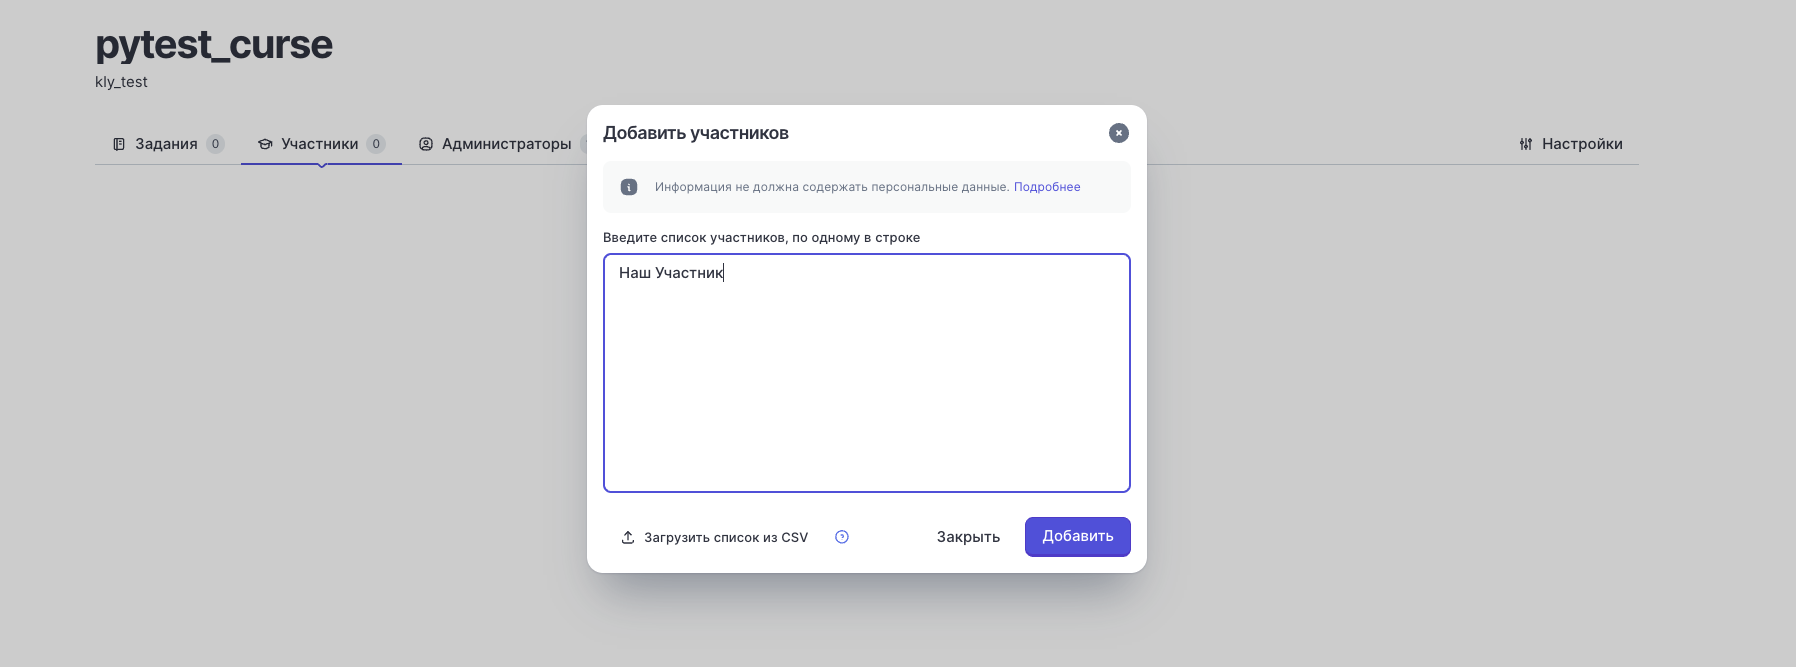 pytest_curse
kly_test
Задания 0 Участники 0 Администраторы Настройки
Добавить участников
Информация не должна содержать персональные данные. Подробнее
Введите список участников, по одному в строке
Наш Участник
Загрузить список из CSV Закрыть Добавить